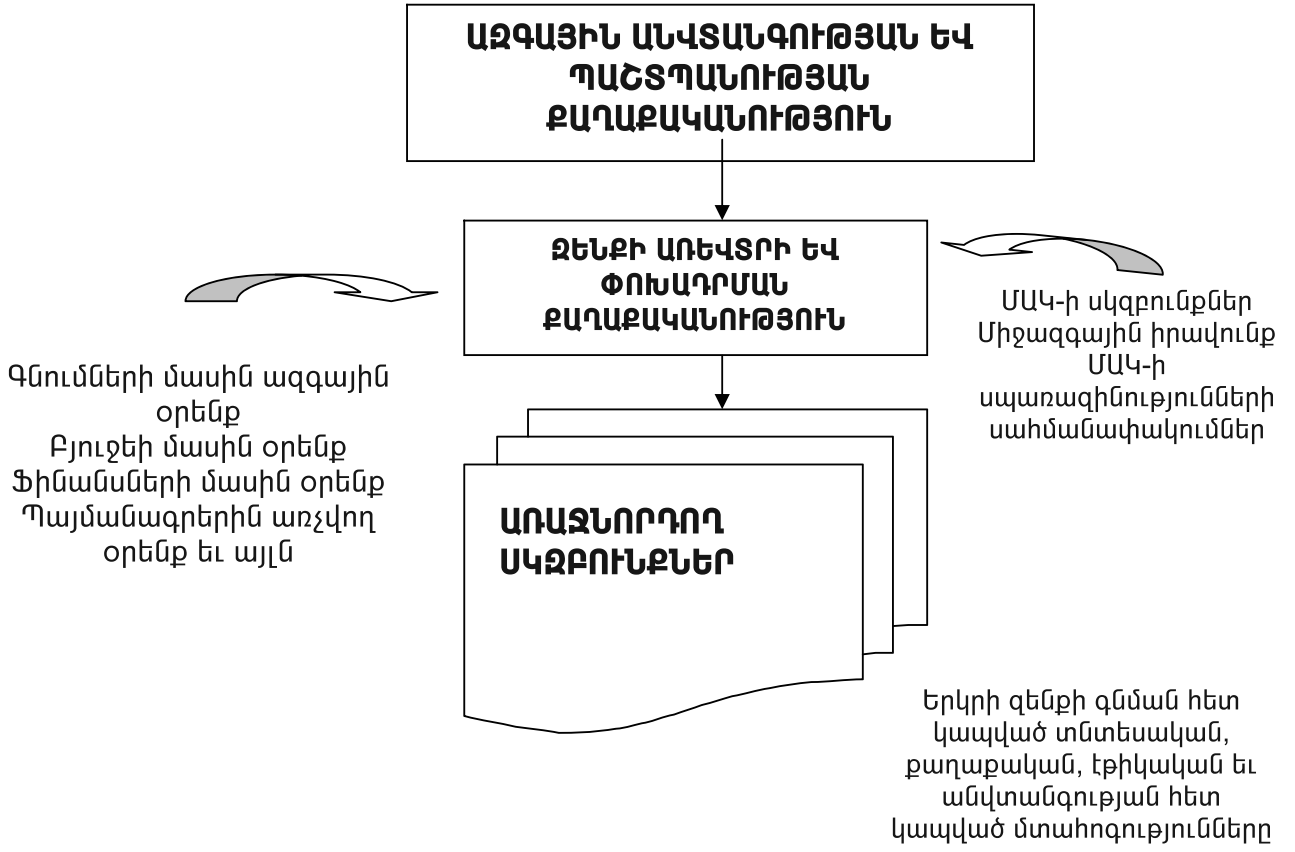 ԱԶԳԱՅԻՆ ԱՆՎՏԱՆԳՈՒԹՅԱՆ ԵՎ
ՊԱՇՏՊԱՆՈՒԹՅԱՆ
ՔԱՂԱՔԱԿԱՆՈՒԹՅՈՒՆ
ԶԵՆՔԻ ԱՌԵՎՏՐԻ ԵՎ
ՓՈԽԱԴՐՄԱՆ
ՔԱՂԱՔԱԿԱՆՈՒԹՅՈՒՆ
Գնումների մասին ազգային
օրենք
Բյուջեի մասին օրենք
Ֆինանսների մասին օրենք
Պայմանագրերին առչվող
օրենք եւ այլն
ՄԱԿ-ի սկզբունքներ
Միջազգային իրավունք
ՄԱԿ-ի
սպառազինությունների
սահմանափակումներ
ԱՌԱՋՆՈՐԴՈՂ
ՍԿԶԲՈՒՆՔՆԵՐ
Երկրի զենքի գնման հետ
կապված տնտեսական,
քաղաքական, էթիկական եւ
անվտանգության հետ
կապված մտահոգությունները